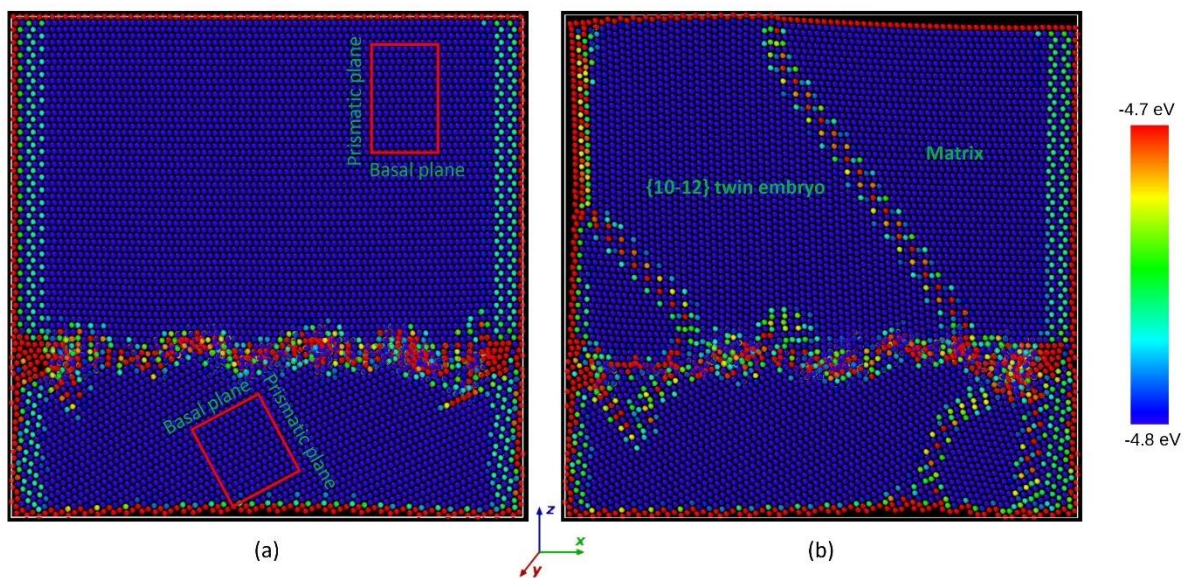 Prismatic plane
Basal plane
Basal plane
Prismatic plane
{10-12} twin embryo
Matrix
-4.7 eV
-4.8 eV
z
x
y
(a)
(b)